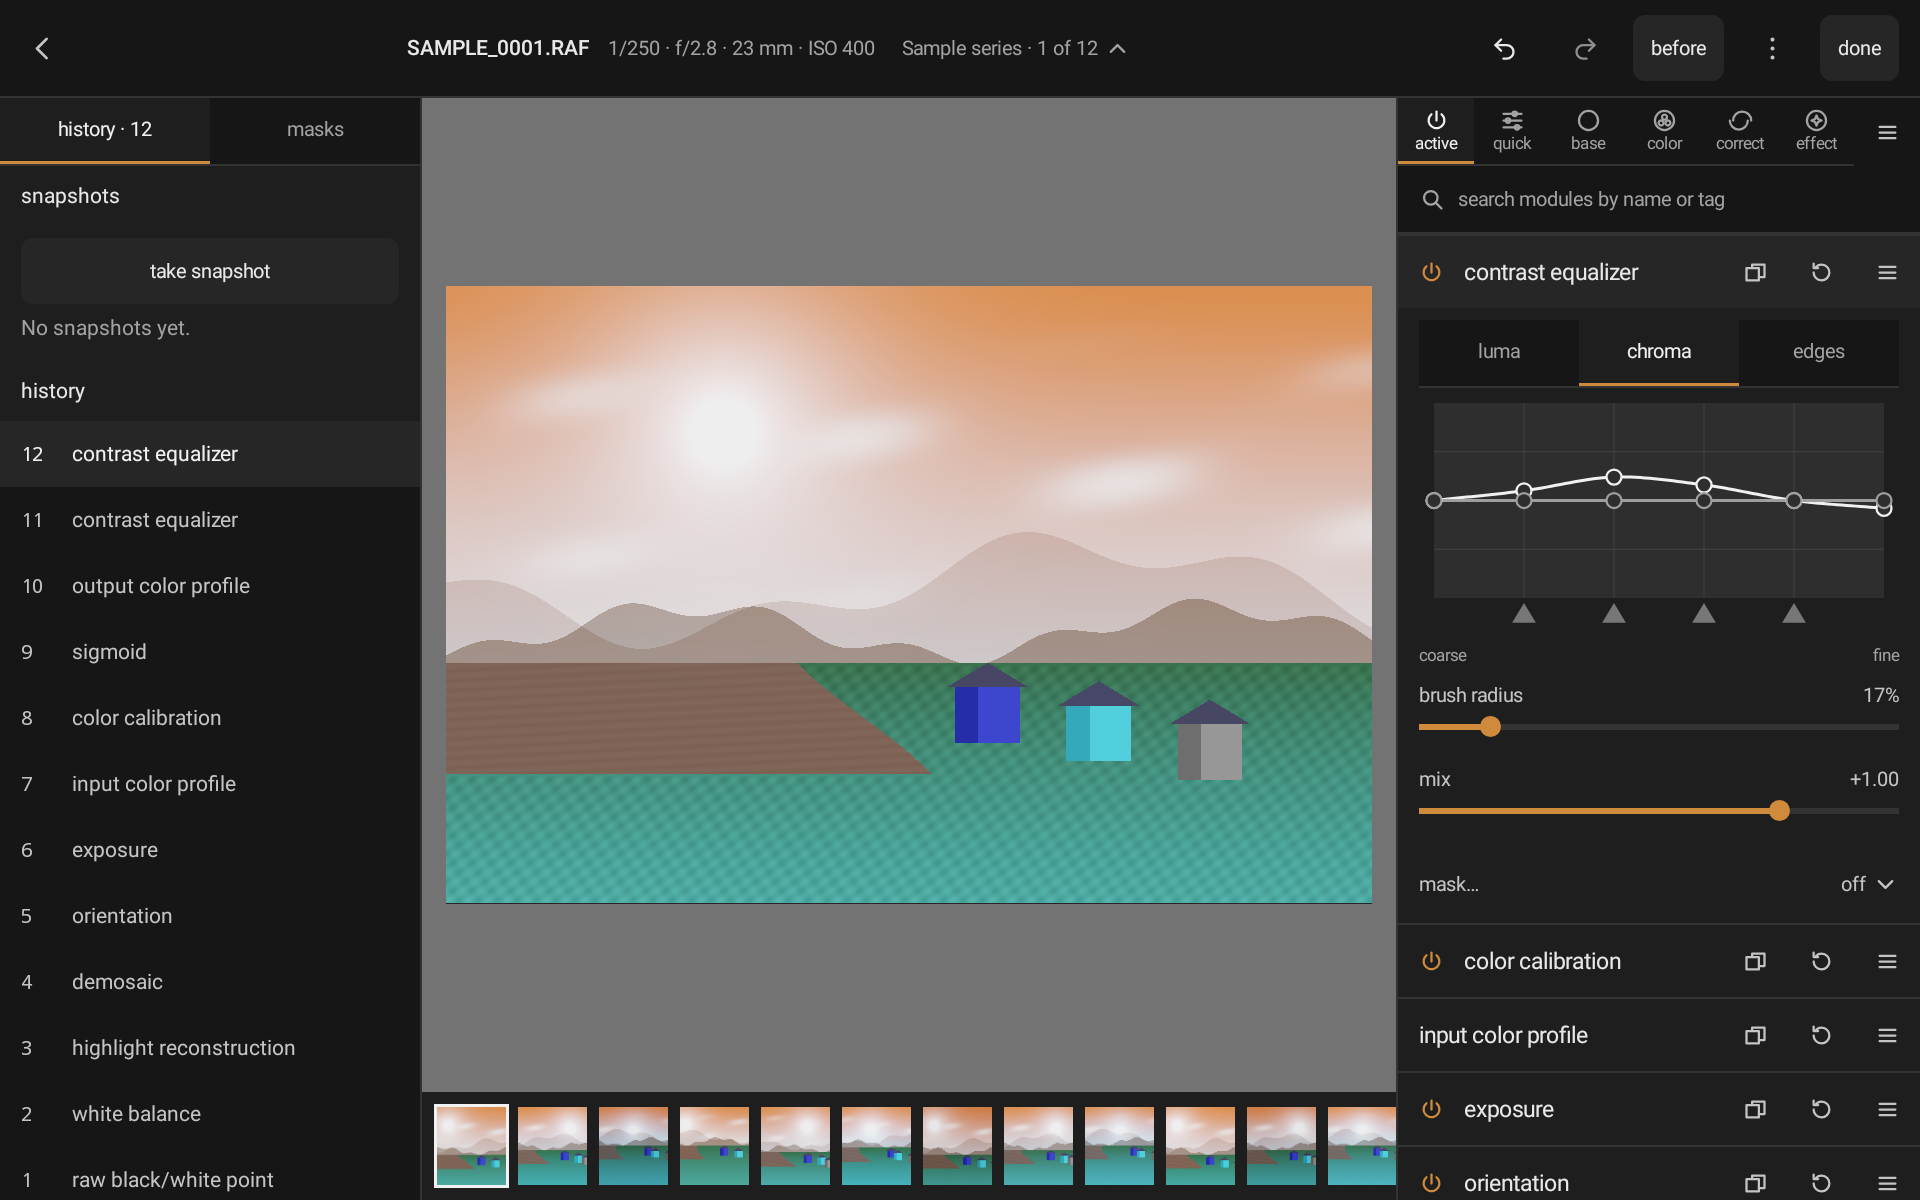 SAMPLE_0001.RAF 1/250 · f/2.8 · 23 mm · ISO 400 Sample series · 1 of 12
before
done
history · 12
masks
snapshots
take snapshot
No snapshots yet.
history
12 contrast equalizer
11 contrast equalizer
10 output color profile
9 sigmoid
8 color calibration
7 input color profile
6 exposure
5 orientation
4 demosaic
3 highlight reconstruction
2 white balance
1 raw black/white point
active
quick
base
color
correct
effect
search modules by name or tag
contrast equalizer
luma
chroma
edges
coarse
fine
brush radius 17%
mix +1.00
mask... off
color calibration
input color profile
exposure
orientation